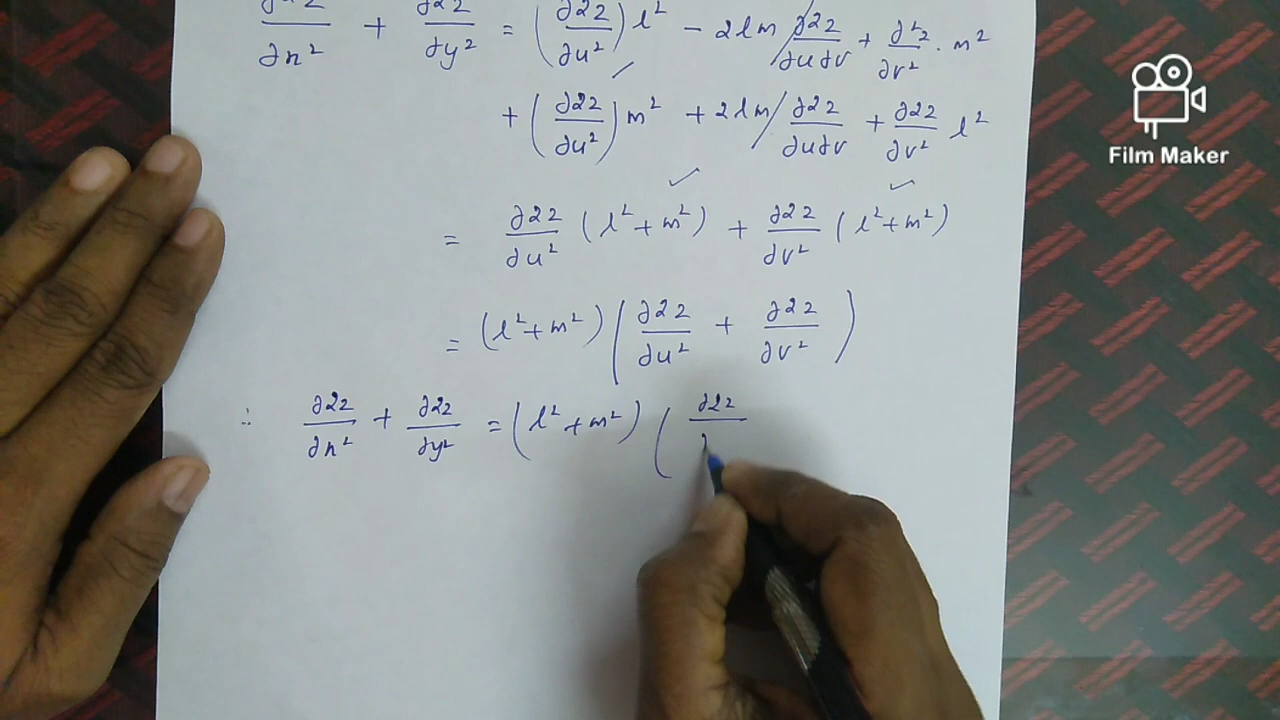 ∂²z/∂x² + ∂²z/∂y² = (∂²z/∂u²) l² - 2lm ∂²z/∂u∂v + ∂²z/∂v² . m²
+ (∂²z/∂u²) m² + 2lm ∂²z/∂u∂v + ∂²z/∂v² l²
= ∂²z/∂u² (l² + m²) + ∂²z/∂v² (l² + m²)
= (l² + m²) (∂²z/∂u² + ∂²z/∂v²)
∴ ∂²z/∂x² + ∂²z/∂y² = (l² + m²) (∂²z/∂
Film Maker